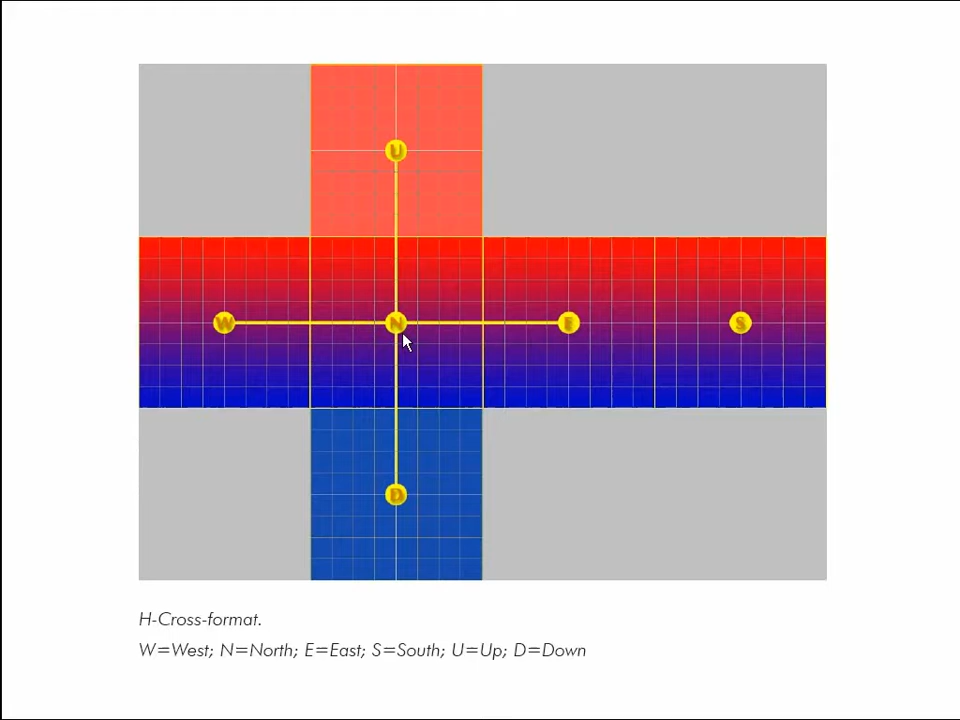 U
W N E S
D
H-Cross-format.
W=West; N=North; E=East; S=South; U=Up; D=Down